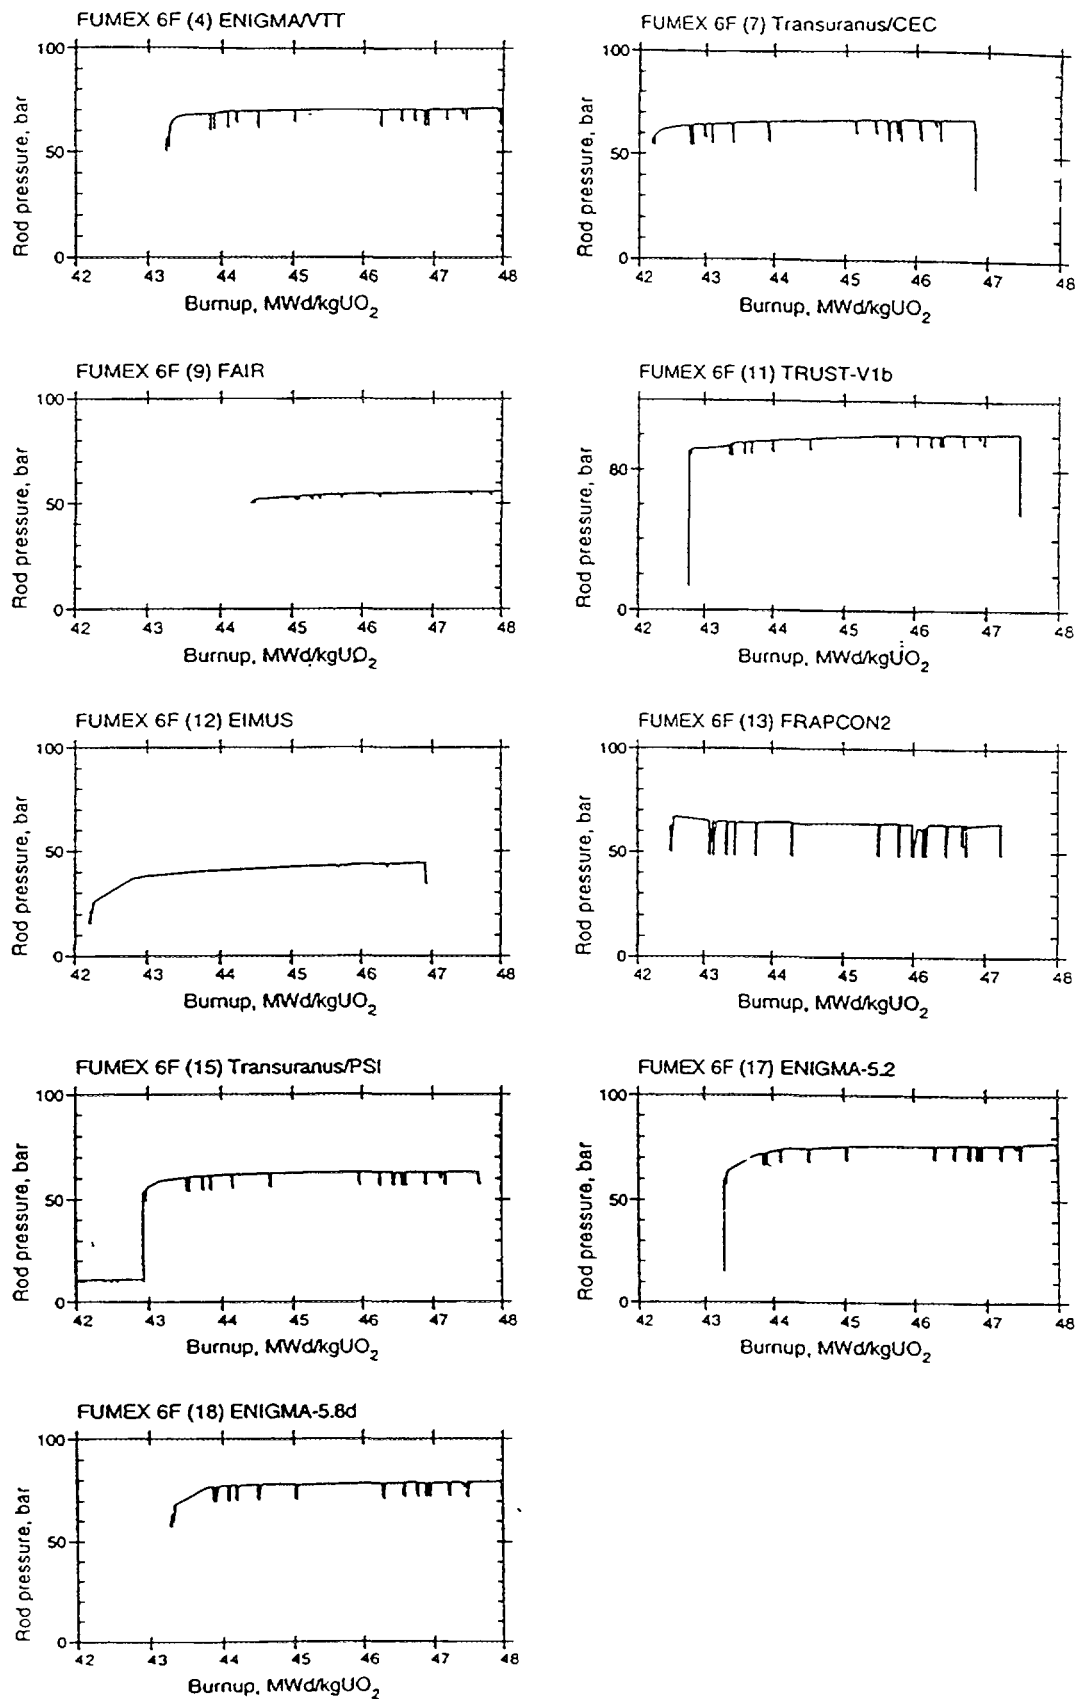 FUMEX 6F (4) ENIGMA/VTT
100
50
0
Rod pressure, bar
42 43 44 45 46 47 48
Burnup, MWd/kgUO2
FUMEX 6F (7) Transuranus/CEC
100
50
0
Rod pressure, bar
42 43 44 45 46 47 48
Burnup, MWd/kgUO2
FUMEX 6F (9) FAIR
100
50
0
Rod pressure, bar
42 43 44 45 46 47 48
Burnup, MWd/kgUO2
FUMEX 6F (11) TRUST-V1b
80
0
Rod pressure, bar
42 43 44 45 46 47 48
Burnup, MWd/kgUO2
FUMEX 6F (12) EIMUS
100
50
0
Rod pressure, bar
42 43 44 45 46 47 48
Burnup, MWd/kgUO2
FUMEX 6F (13) FRAPCON2
100
50
0
Rod pressure, bar
42 43 44 45 46 47 48
Burnup, MWd/kgUO2
FUMEX 6F (15) Transuranus/PSI
100
50
0
Rod pressure, bar
42 43 44 45 46 47 48
Burnup, MWd/kgUO2
FUMEX 6F (17) ENIGMA-5.2
100
50
0
Rod pressure, bar
42 43 44 45 46 47 48
Burnup, MWd/kgUO2
FUMEX 6F (18) ENIGMA-5.8d
100
50
0
Rod pressure, bar
42 43 44 45 46 47 48
Burnup, MWd/kgUO2